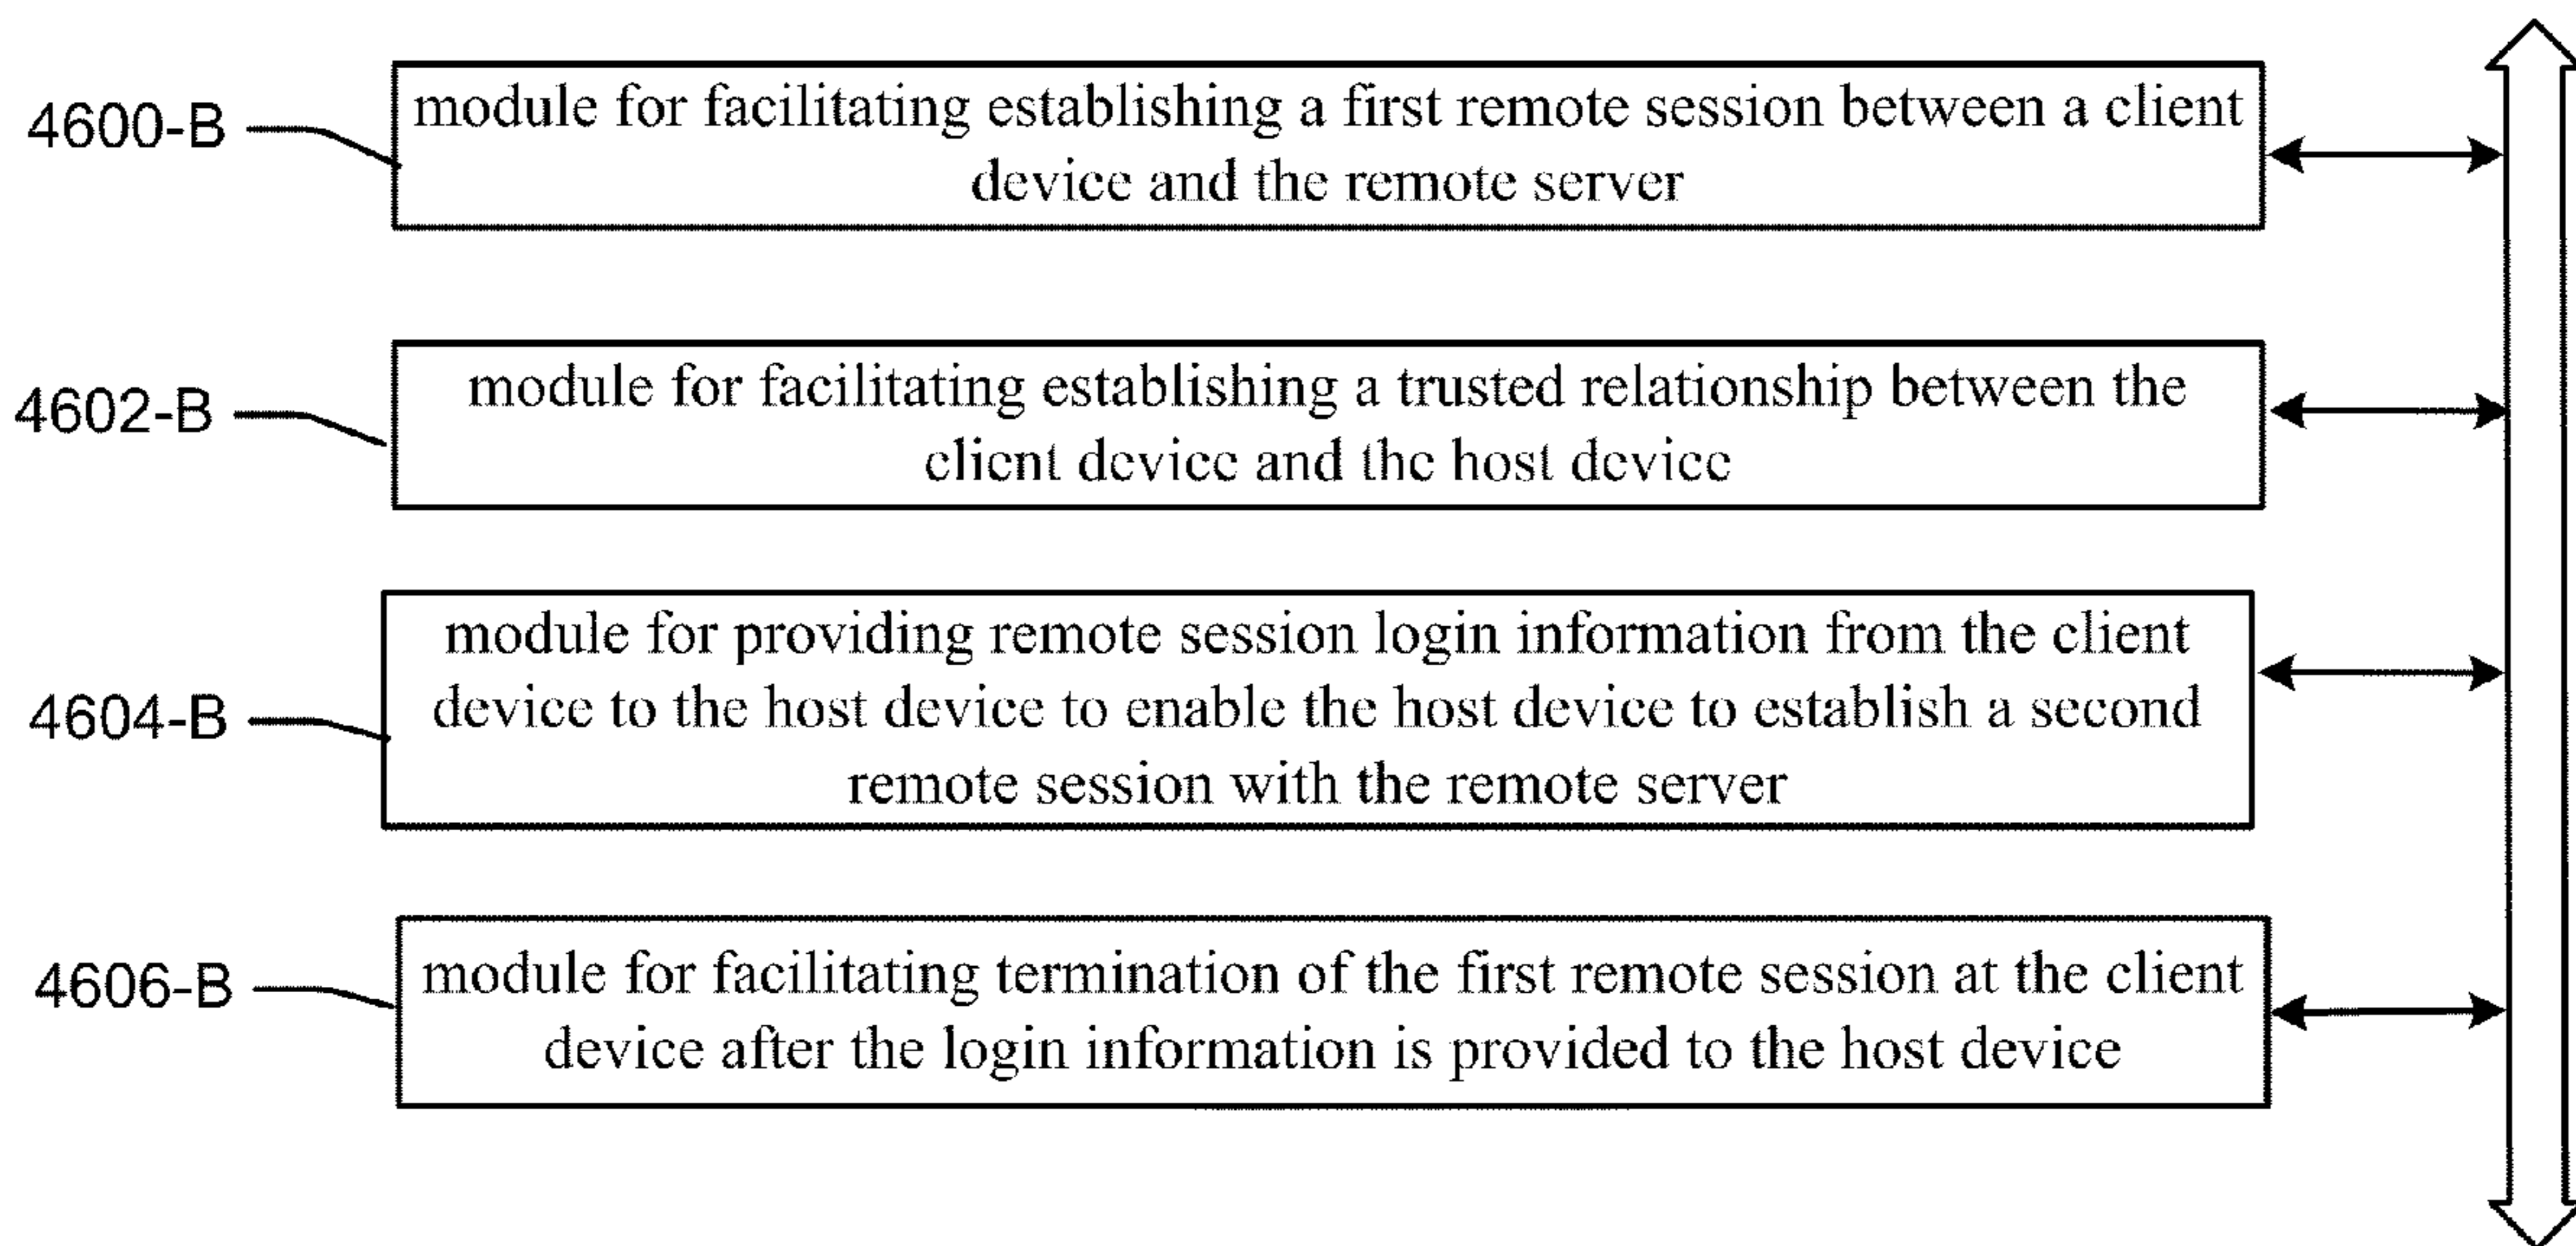 4600-B
module for facilitating establishing a first remote session between a client
device and the remote server
4602-B
module for facilitating establishing a trusted relationship between the
client device and the host device
4604-B
module for providing remote session login information from the client
device to the host device to enable the host device to establish a second
remote session with the remote server
4606-B
module for facilitating termination of the first remote session at the client
device after the login information is provided to the host device